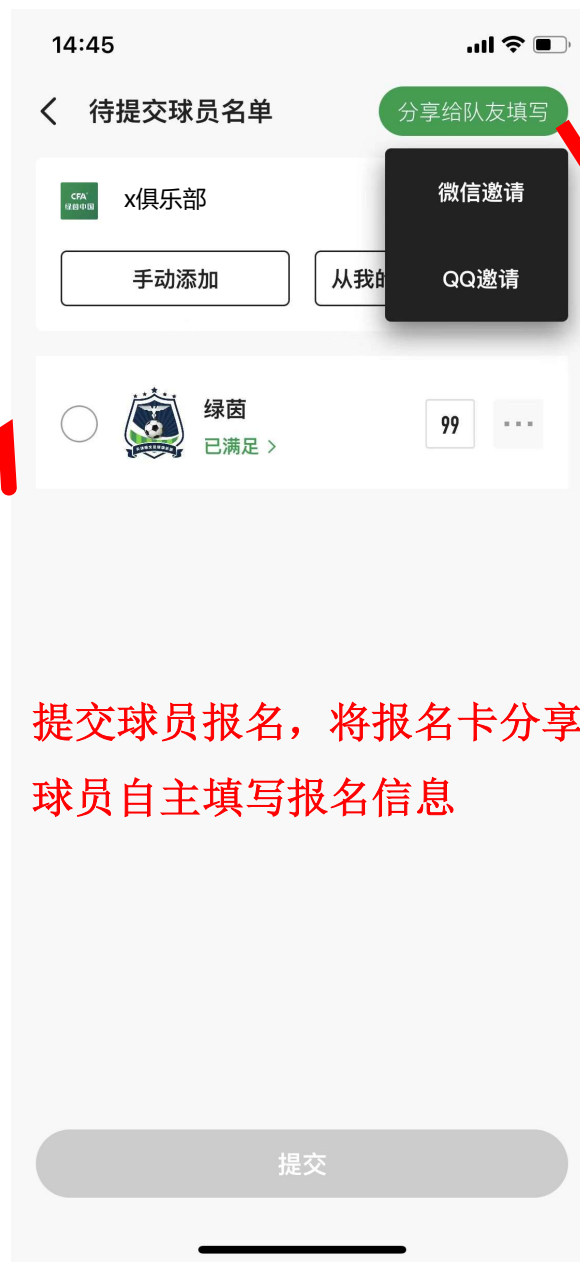 14:45
待提交球员名单
分享给队友填写
CFA
绿茵中国
x俱乐部
微信邀请
手动添加
从我的
QQ邀请
绿茵
已满足
99
提交球员报名，将报名卡分享
球员自主填写报名信息
提交